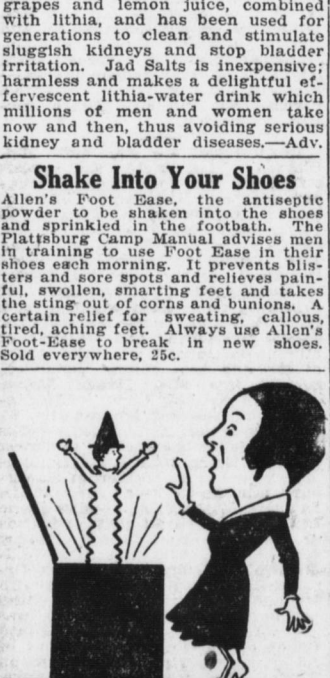 grapes and lemon juice, combined
with lithia, and has been used for
generations to clean and stimulate
sluggish kidneys and stop bladder
irritation. Jad Salts is inexpensive;
harmless and makes a delightful ef-
fervescent lithia-water drink which
millions of men and women take
now and then, thus avoiding serious
kidney and bladder diseases.—Adv.
Shake Into Your Shoes
Allen's Foot Ease, the antiseptic
powder to be shaken into the shoes
and sprinkled in the footbath. The
Plattsburg Camp Manual advises men
in training to use Foot Ease in their
shoes each morning. It prevents blis-
ters and sore spots and relieves pain-
ful, swollen, smarting feet and takes
the sting out of corns and bunions. A
certain relief for sweating, callous,
tired, aching feet. Always use Allen's
Foot-Ease to break in new shoes.
Sold everywhere, 25c.